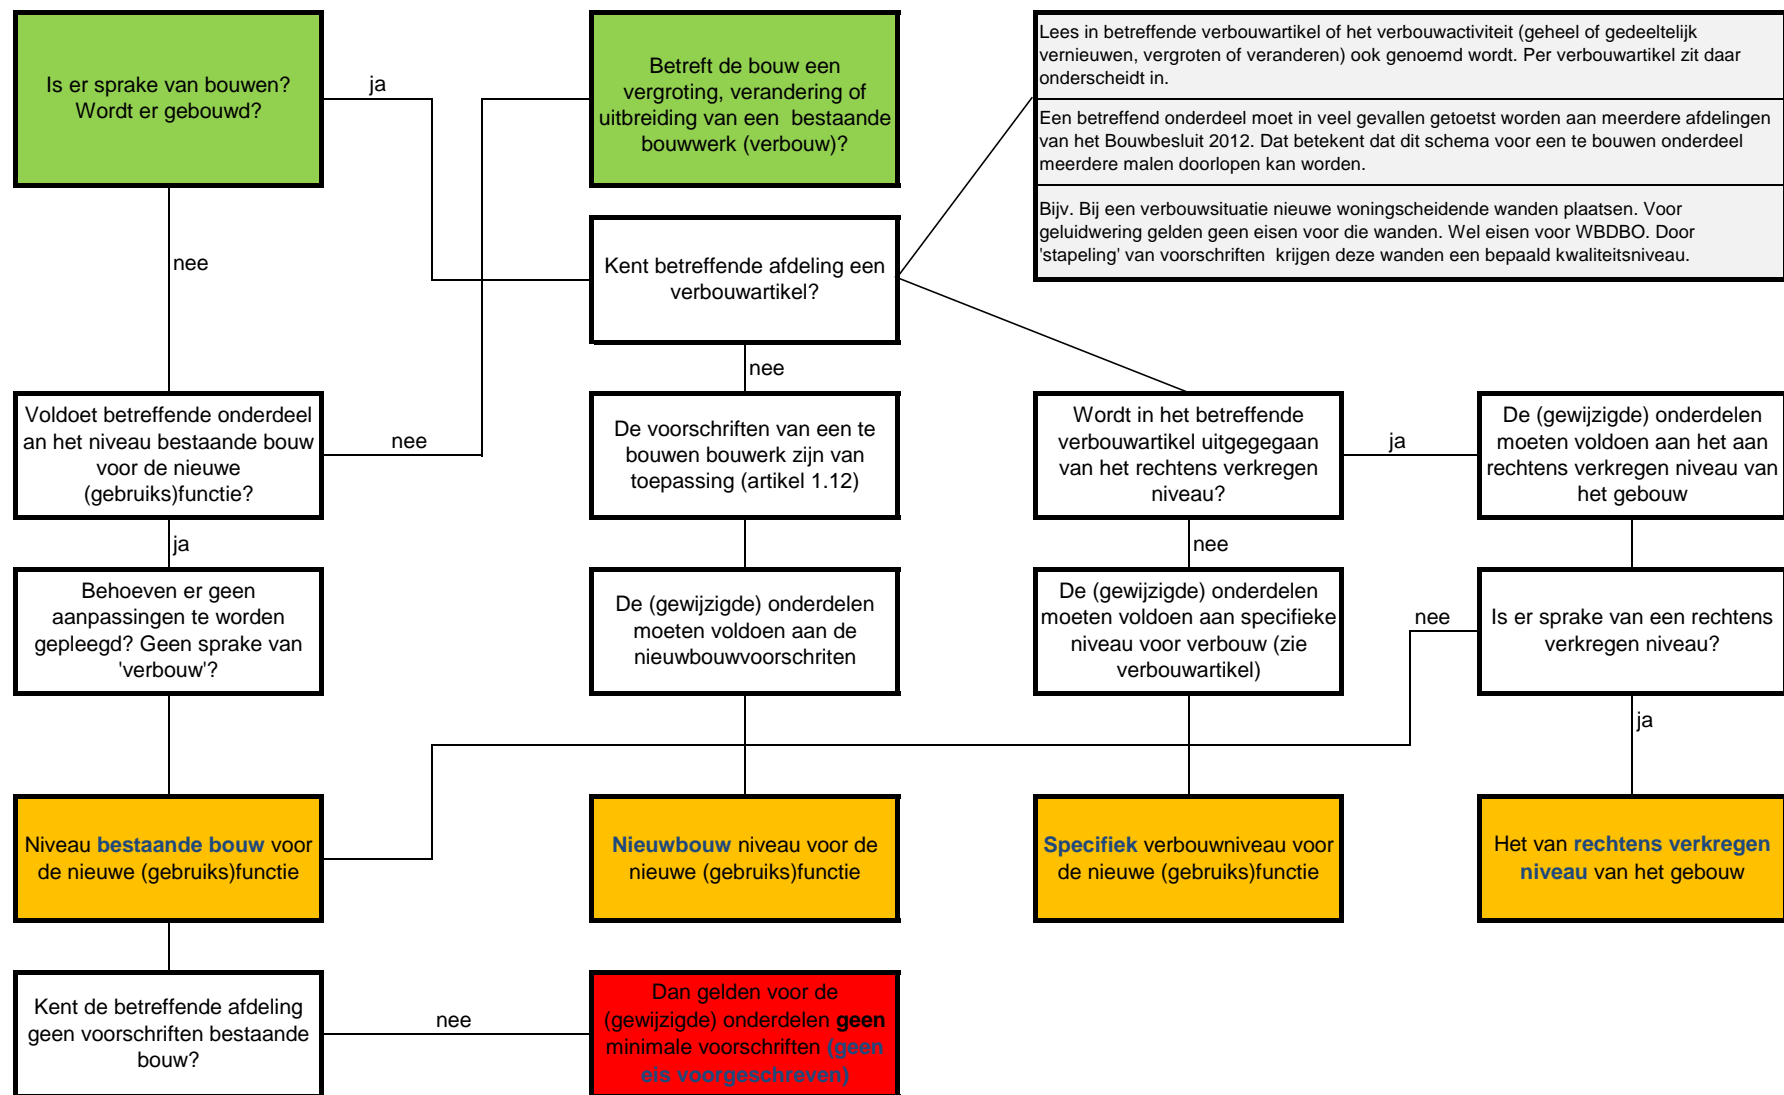 Is er sprake van bouwen?
Wordt er gebouwd?
ja
Betreft de bouw een
vergroting, verandering of
uitbreiding van een bestaande
bouwwerk (verbouw)?
Lees in betreffende verbouwartikel of het verbouwactiviteit (geheel of gedeeltelijk
vernieuwen, vergroten of veranderen) ook genoemd wordt. Per verbouwartikel zit daar
onderscheidt in.
Een betreffend onderdeel moet in veel gevallen getoetst worden aan meerdere afdelingen
van het Bouwbesluit 2012. Dat betekent dat dit schema voor een te bouwen onderdeel
meerdere malen doorlopen kan worden.
Bijv. Bij een verbouwsituatie nieuwe woningscheidende wanden plaatsen. Voor
geluidwering gelden geen eisen voor die wanden. Wel eisen voor WBDBO. Door
'stapeling' van voorschriften krijgen deze wanden een bepaald kwaliteitsniveau.
nee
Kent betreffende afdeling een
verbouwartikel?
nee
Voldoet betreffende onderdeel
an het niveau bestaande bouw
voor de nieuwe
(gebruiks)functie?
nee
De voorschriften van een te
bouwen bouwerk zijn van
toepassing (artikel 1.12)
Wordt in het betreffende
verbouwartikel uitgegegaan
van het rechtens verkregen
niveau?
ja
De (gewijzigde) onderdelen
moeten voldoen aan het aan
rechtens verkregen niveau van
het gebouw
ja
nee
Behoeven er geen
aanpassingen te worden
gepleegd? Geen sprake van
'verbouw'?
De (gewijzigde) onderdelen
moeten voldoen aan de
nieuwbouwvoorschriten
De (gewijzigde) onderdelen
moeten voldoen aan specifieke
niveau voor verbouw (zie
verbouwartikel)
nee
Is er sprake van een rechtens
verkregen niveau?
ja
Niveau bestaande bouw voor
de nieuwe (gebruiks)functie
Nieuwbouw niveau voor de
nieuwe (gebruiks)functie
Specifiek verbouwniveau voor
de nieuwe (gebruiks)functie
Het van rechtens verkregen
niveau van het gebouw
Kent de betreffende afdeling
geen voorschriften bestaande
bouw?
nee
Dan gelden voor de
(gewijzigde) onderdelen geen
minimale voorschriften (geen
eis voorgeschreven)